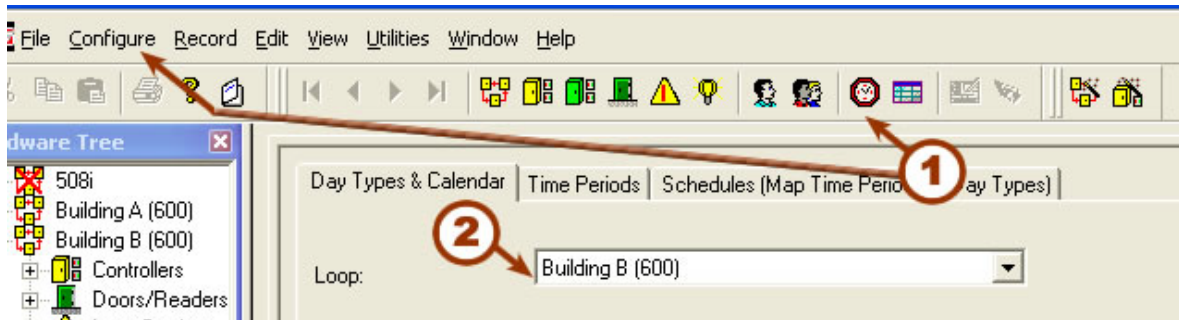 File Configure Record Edit View Utilities Window Help
dware Tree
508i
Building A (600)
Building B (600)
Controllers
Doors/Readers
Day Types & Calendar Time Periods Schedules (Map Time Perio ay Types)
1
2
Loop: Building B (600)